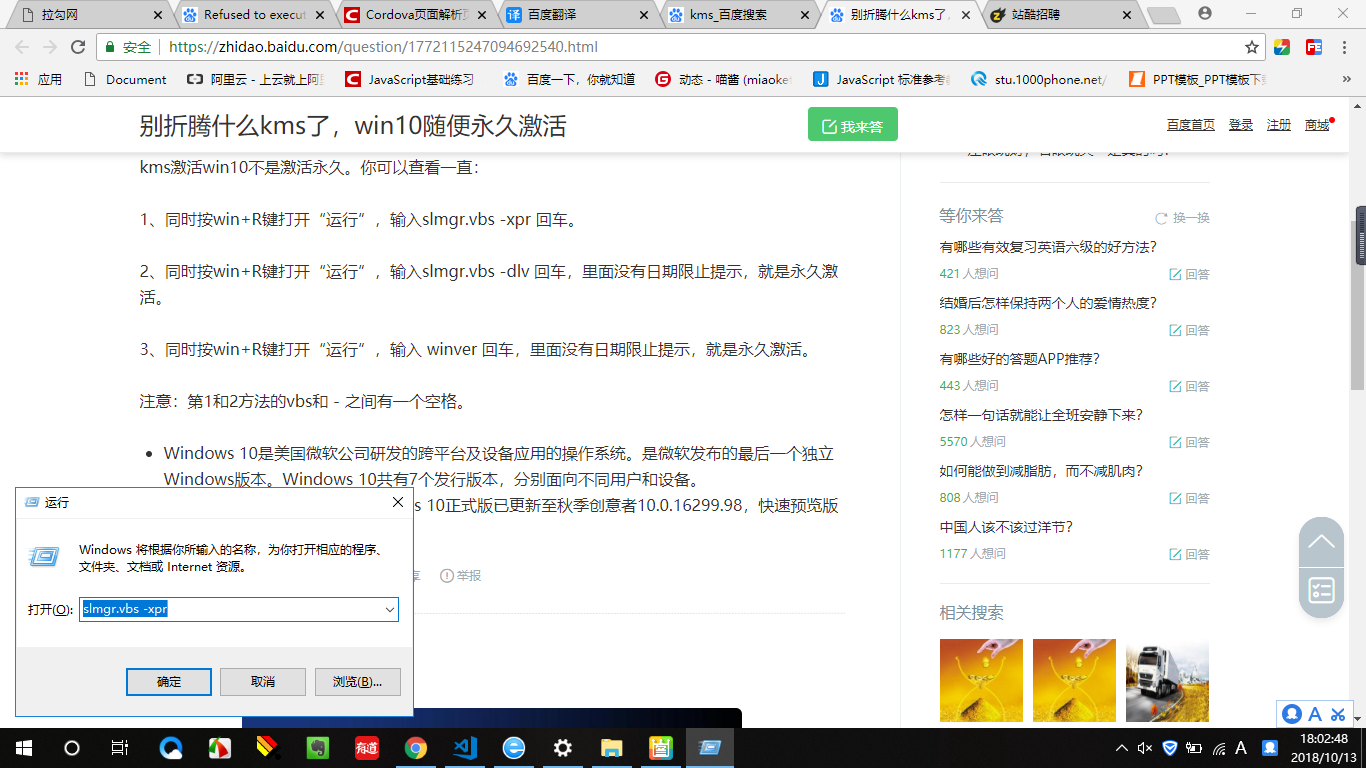 拉勾网
Refused to execut
Cordova页面解析页
百度翻译
kms_百度搜索
别折腾什么kms了，
站酷招聘
安全
https://zhidao.baidu.com/question/1772115247094692540.html
应用
Document
阿里云 - 上云就上阿里
JavaScript基础练习
百度一下，你就知道
动态 - 喵酱 (miaoke
JavaScript 标准参考
stu.1000phone.net/
PPT模板_PPT模板下
别折腾什么kms了，win10随便永久激活
我来答
百度首页
登录
注册
商城
kms激活win10不是激活永久。你可以查看一直：
1、同时按win+R键打开“运行”，输入slmgr.vbs -xpr 回车。
2、同时按win+R键打开“运行”，输入slmgr.vbs -dlv 回车，里面没有日期限止提示，就是永久激
活。
3、同时按win+R键打开“运行”，输入 winver 回车，里面没有日期限止提示，就是永久激活。
注意：第1和2方法的vbs和 - 之间有一个空格。
Windows 10是美国微软公司研发的跨平台及设备应用的操作系统。是微软发布的最后一个独立
Windows版本。Windows 10共有7个发行版本，分别面向不同用户和设备。
s 10正式版已更新至秋季创意者10.0.16299.98，快速预览版
举报
等你来答
换一换
有哪些有效复习英语六级的好方法?
421 人想问
回答
结婚后怎样保持两个人的爱情热度?
823 人想问
回答
有哪些好的答题APP推荐?
443 人想问
回答
怎样一句话就能让全班安静下来?
5570 人想问
回答
如何能做到减脂肪，而不减肌肉?
808 人想问
回答
中国人该不该过洋节?
1177 人想问
回答
相关搜索
运行
Windows 将根据你所输入的名称，为你打开相应的程序、
文件夹、文档或 Internet 资源。
打开(O):
slmgr.vbs -xpr
确定
取消
浏览(B)...
有道
A
A
18:02:48
2018/10/13